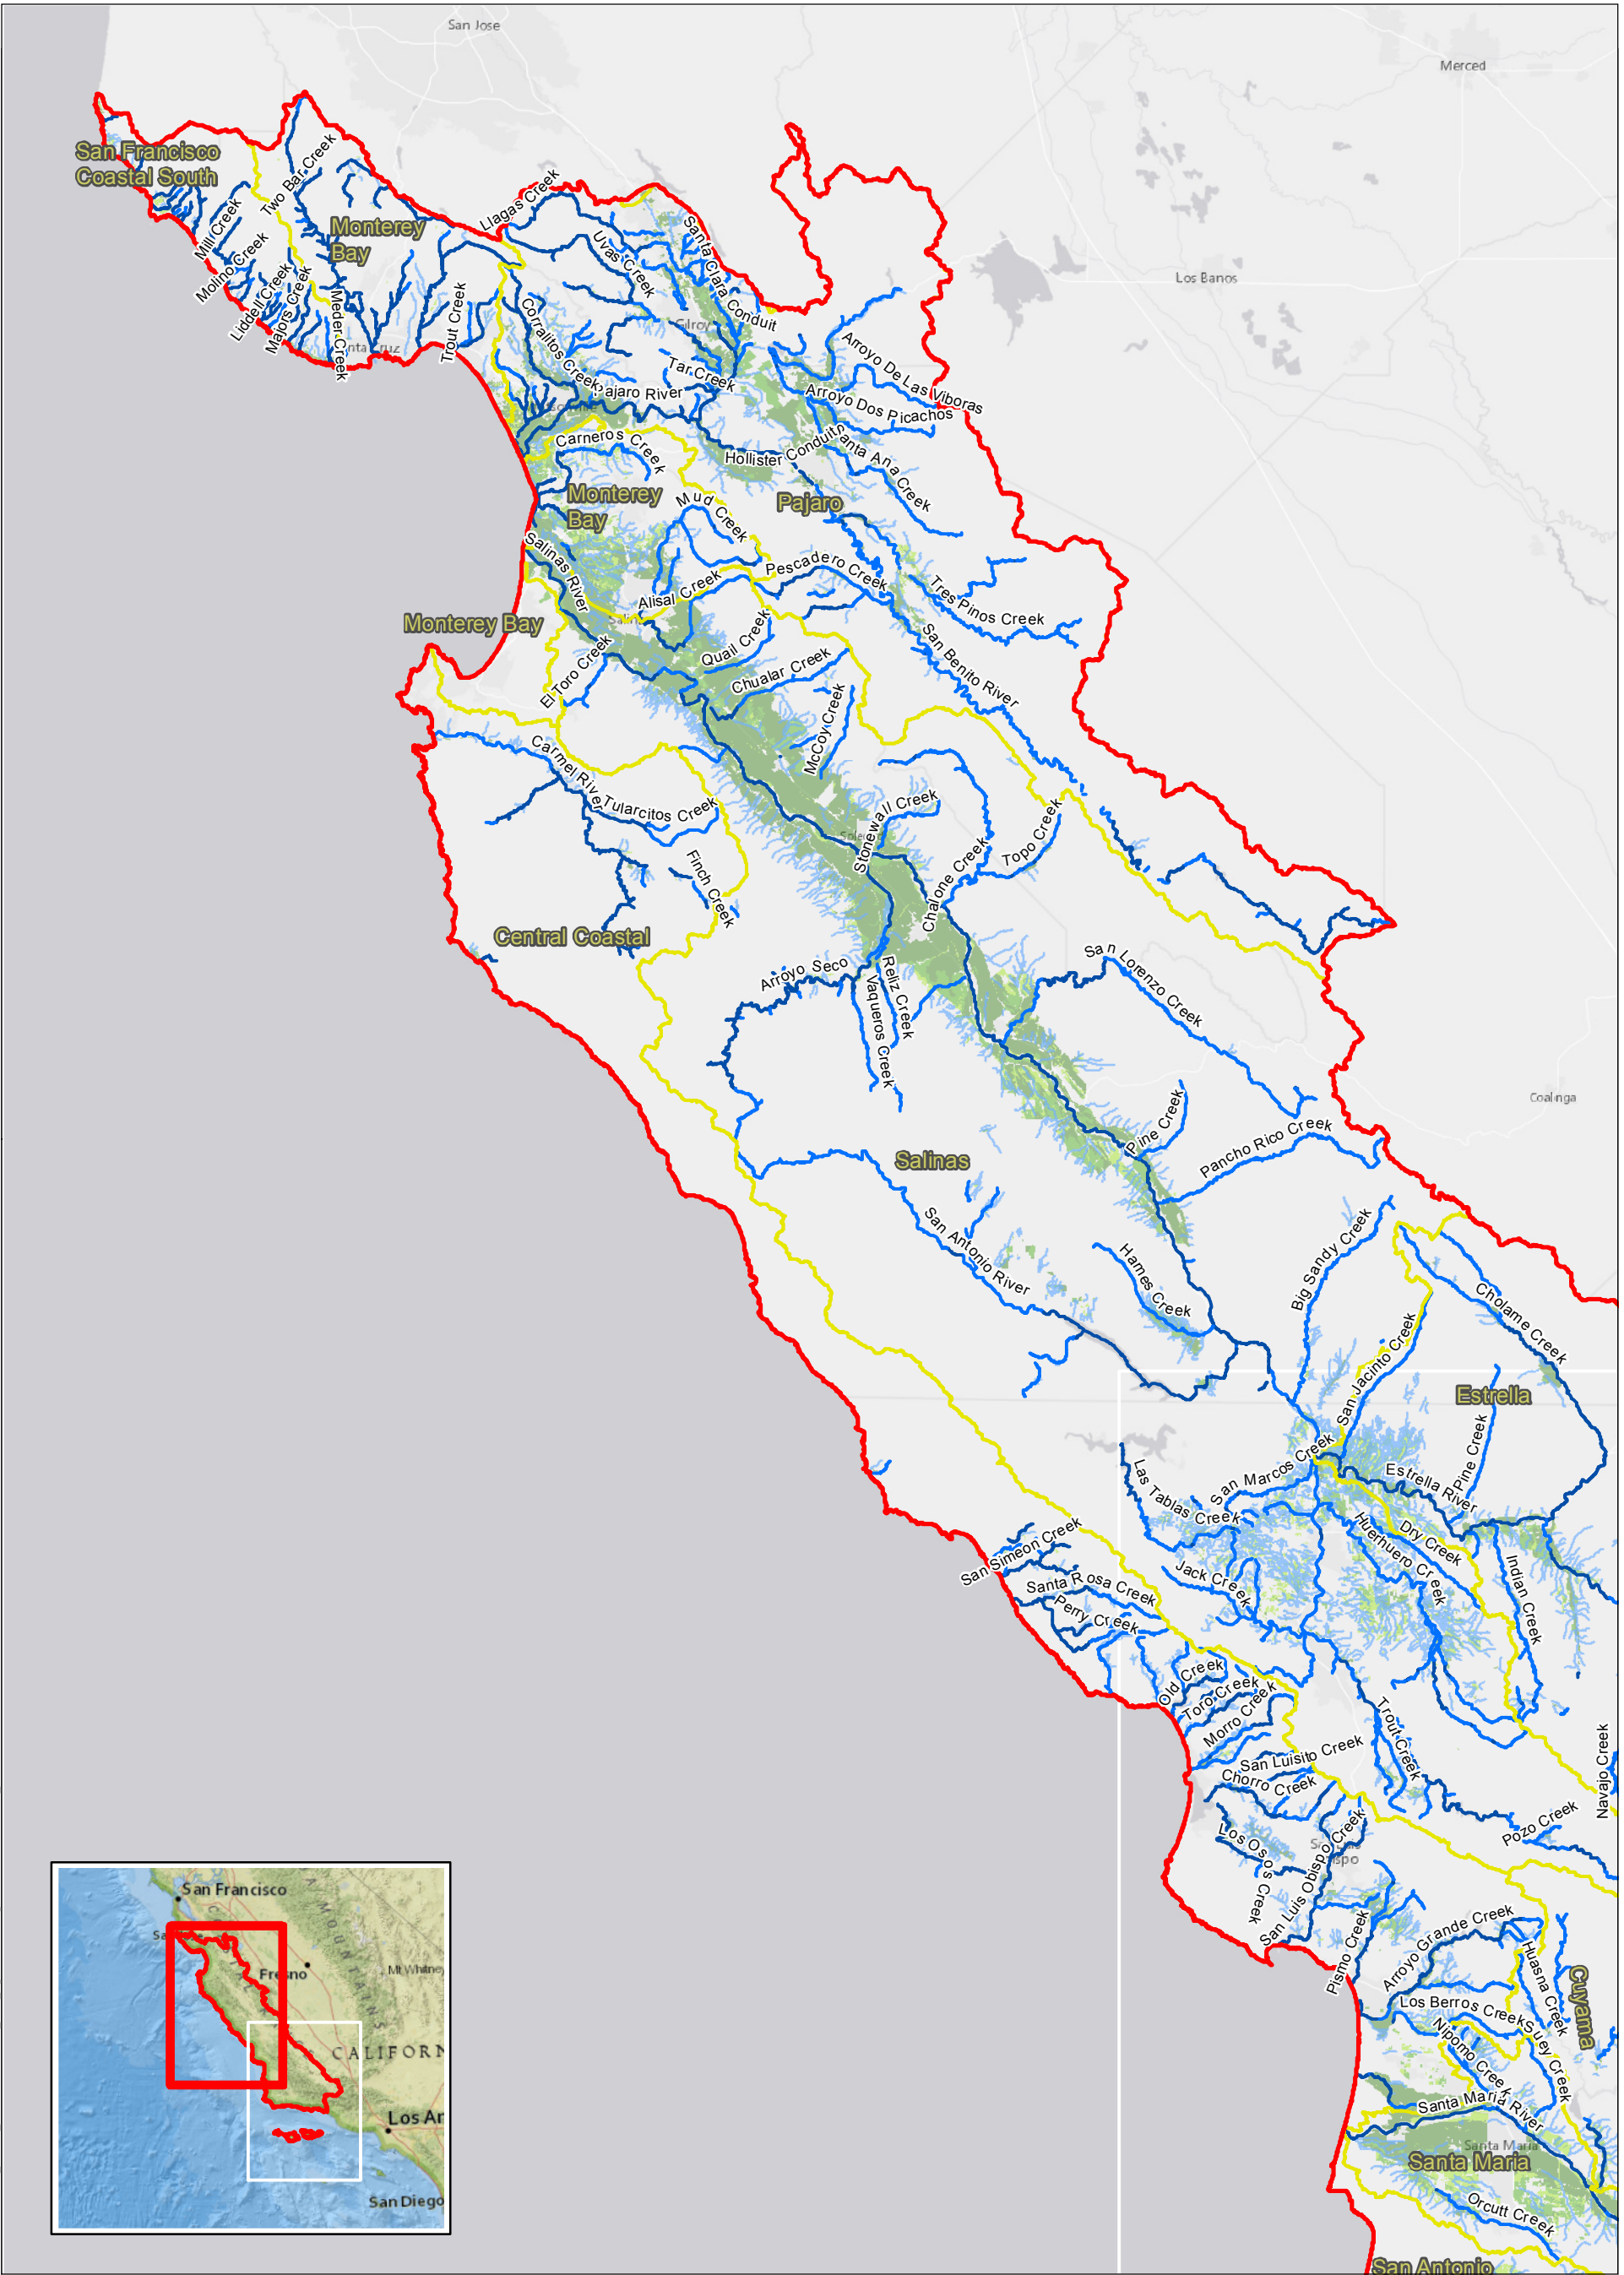 San Jose
Merced
San Francisco
Coastal South
Two Bar Creek
Mill Creek
Molino Creek
Liddell Creek
Majors Creek
Monterey
Bay
Meder Creek
Trout Creek
Llagas Creek
Uvas Creek
Santa Clara Conduit
Los Banos
Gilroy
Corralitos Creek
Tar Creek
Pajaro River
Arroyo De Las Viboras
Arroyo Dos Picachos
Carneros Creek
Hollister Conduit
Santa Ana Creek
Monterey
Bay
Mud Creek
Pajaro
Salinas River
Alisal Creek
Pescadero Creek
Tres Pinos Creek
Monterey Bay
Quail Creek
El Toro Creek
Chualar Creek
San Benito River
McCoy Creek
Carmel River
Tularcitos Creek
Stonewall Creek
Chalone Creek
Topo Creek
Finch Creek
Central Coastal
Arroyo Seco
Reliz Creek
Vaqueros Creek
San Lorenzo Creek
Coalinga
Pine Creek
Pancho Rico Creek
Salinas
San Antonio River
Hames Creek
Big Sandy Creek
San Jacinto Creek
Cholame Creek
Estrella
Pine Creek
San Marcos Creek
Las Tablas Creek
Estrella River
Dry Creek
Huerhuero Creek
Indian Creek
San Simeon Creek
Santa Rosa Creek
Perry Creek
Jack Creek
Old Creek
Toro Creek
Morro Creek
Trout Creek
San Luisito Creek
Chorro Creek
Navajo Creek
Pozo Creek
Los Osos Creek
San Luis Obispo Creek
Pismo Creek
Arroyo Grande Creek
Huasna Creek
Cuyama
Los Berros Creek
Nipomo Creek
Suey Creek
Santa Maria River
Santa Maria
Santa Maria
Orcutt Creek
San Antonio
San Francisco
Fresno
Mt Whitney
CALIFORN
Los An
San Diego